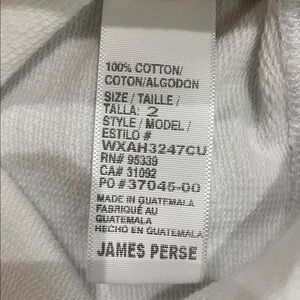 100% COTTON/
COTON/ALGODON
SIZE / TAILLE /
TALLA: 2
STYLE / MODEL /
ESTILO #
WXAH3247CU
RN# 95339
CA# 31092
PO # 37045-00
MADE IN GUATEMALA
FABRIQUÉ AU
GUATEMALA
HECHO EN GUATEMALA
JAMES PERSE